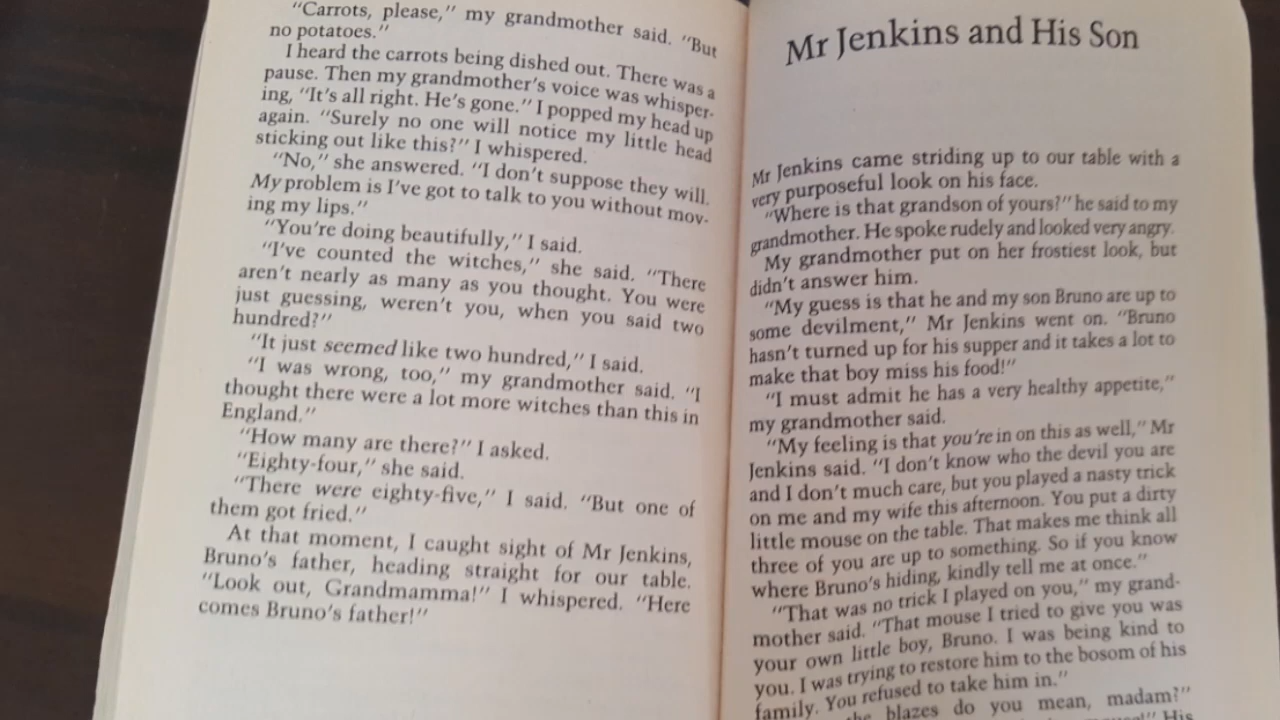 "Carrots, please," my grandmother said. "But
no potatoes."
I heard the carrots being dished out. There was a
pause. Then my grandmother's voice was whisper-
ing, "It's all right. He's gone." I popped my head up
again. "Surely no one will notice my little head
sticking out like this?" I whispered.
"No," she answered. "I don't suppose they will.
My problem is I've got to talk to you without mov-
ing my lips."
"You're doing beautifully," I said.
"I've counted the witches," she said. "There
aren't nearly as many as you thought. You were
just guessing, weren't you, when you said two
hundred?"
"It just seemed like two hundred," I said.
"I was wrong, too," my grandmother said. "I
thought there were a lot more witches than this in
England."
"How many are there?" I asked.
"Eighty-four," she said.
"There were eighty-five," I said. "But one of
them got fried."
At that moment, I caught sight of Mr Jenkins,
Bruno's father, heading straight for our table.
"Look out, Grandmamma!" I whispered. "Here
comes Bruno's father!"
Mr Jenkins and His Son
Mr Jenkins came striding up to our table with a
very purposeful look on his face.
"Where is that grandson of yours?" he said to my
grandmother. He spoke rudely and looked very angry.
My grandmother put on her frostiest look, but
didn't answer him.
"My guess is that he and my son Bruno are up to
some devilment," Mr Jenkins went on. "Bruno
hasn't turned up for his supper and it takes a lot to
make that boy miss his food!"
"I must admit he has a very healthy appetite,"
my grandmother said.
"My feeling is that you're in on this as well," Mr
Jenkins said. "I don't know who the devil you are
and I don't much care, but you played a nasty trick
on me and my wife this afternoon. You put a dirty
little mouse on the table. That makes me think all
three of you are up to something. So if you know
where Bruno's hiding, kindly tell me at once."
"That was no trick I played on you," my grand-
mother said. "That mouse I tried to give you was
your own little boy, Bruno. I was being kind to
you. I was trying to restore him to the bosom of his
family. You refused to take him in."
the blazes do you mean, madam?"
His